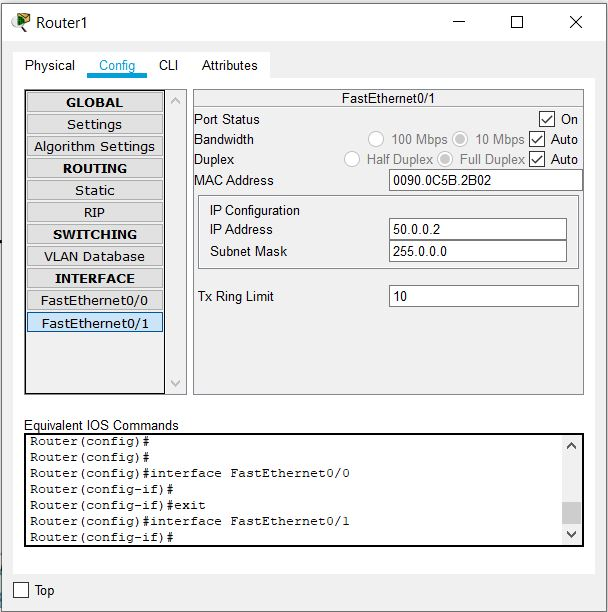 Router1
Physical Config CLI Attributes
GLOBAL
Settings
Algorithm Settings
ROUTING
Static
RIP
SWITCHING
VLAN Database
INTERFACE
FastEthernet0/0
FastEthernet0/1
FastEthernet0/1
Port Status On
Bandwidth 100 Mbps 10 Mbps Auto
Duplex Half Duplex Full Duplex Auto
MAC Address 0090.0C5B.2B02
IP Configuration
IP Address 50.0.0.2
Subnet Mask 255.0.0.0
Tx Ring Limit 10
Equivalent IOS Commands
Router(config)#
Router(config)#
Router(config)#interface FastEthernet0/0
Router(config-if)#
Router(config-if)#exit
Router(config)#interface FastEthernet0/1
Router(config-if)#
Top